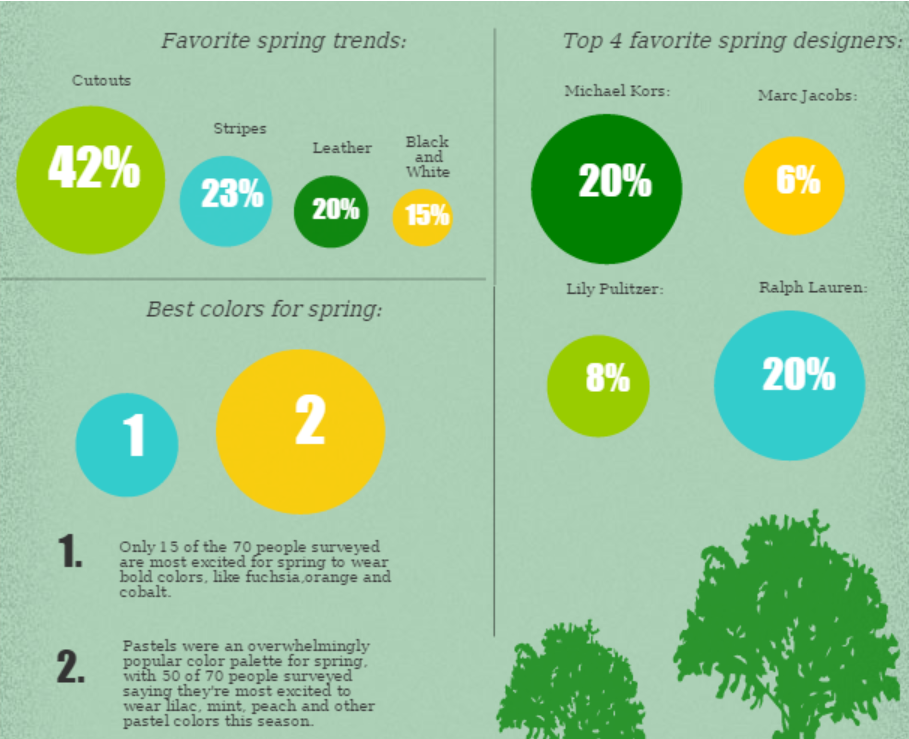 Favorite spring trends:
Cutouts
42%
Stripes
23%
Leather
20%
Black
and
White
15%
Best colors for spring:
1
2
1.
Only 15 of the 70 people surveyed
are most excited for spring to wear
bold colors, like fuchsia,orange and
cobalt.
2.
Pastels were an overwhelmingly
popular color palette for spring,
with 50 of 70 people surveyed
saying they're most excited to
wear lilac, mint, peach and other
pastel colors this season.
Top 4 favorite spring designers:
Michael Kors:
20%
Marc Jacobs:
6%
Lily Pulitzer:
8%
Ralph Lauren:
20%